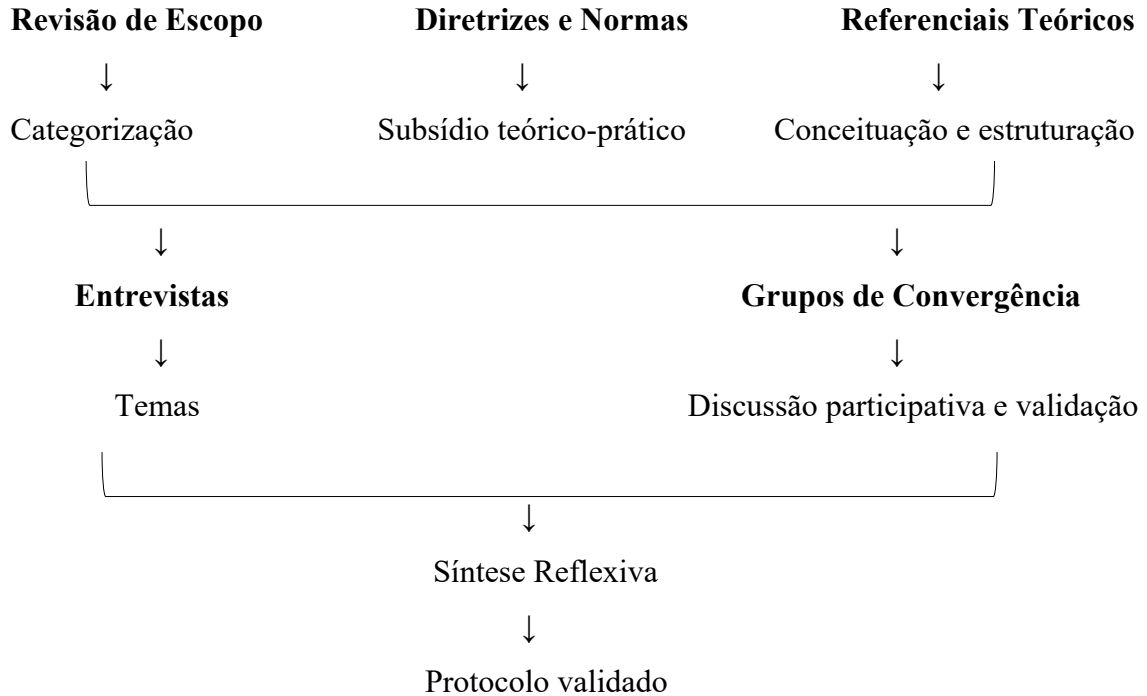 Revisão de Escopo Diretrizes e Normas Referenciais Teóricos
↓ ↓ ↓
Categorização Subsídio teórico-prático Conceituação e estruturação
↓ ↓
Entrevistas Grupos de Convergência
↓ ↓
Temas Discussão participativa e validação
↓
Síntese Reflexiva
↓
Protocolo validado